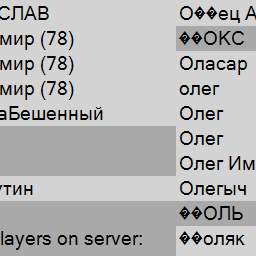 СЛАВ О��ец А
мир (78) ��ОКС
мир (78) Оласар
мир (78) олег
аБешенный Олег
Олег
Олег Им
утин Олегыч
��ОЛЬ
layers on server: ��оляк